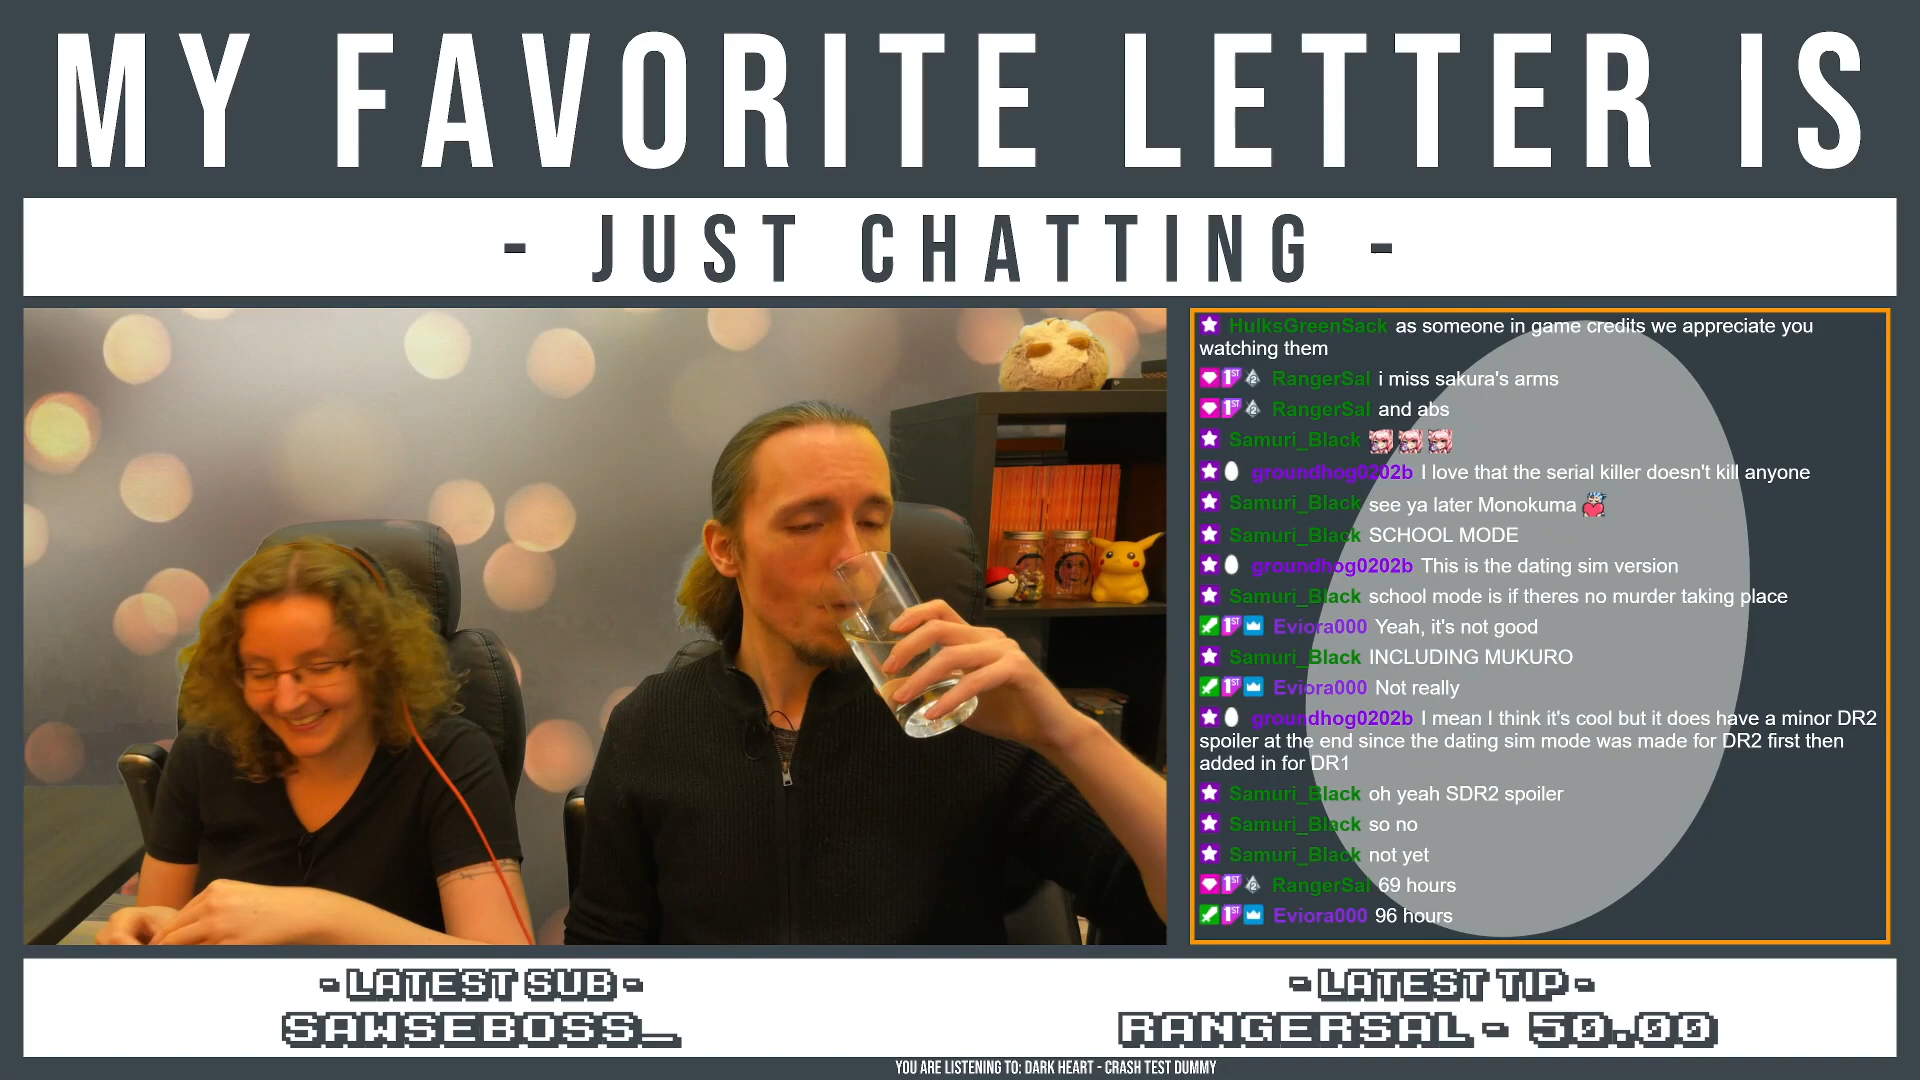 MY FAVORITE LETTER IS
- JUST CHATTING -
HulksGreenSack as someone in game credits we appreciate you
watching them
RangerSal i miss sakura's arms
RangerSal and abs
Samuri_Black
groundhog0202b I love that the serial killer doesn't kill anyone
Samuri_Black see ya later Monokuma
Samuri_Black SCHOOL MODE
groundhog0202b This is the dating sim version
Samuri_Black school mode is if theres no murder taking place
Eviora000 Yeah, it's not good
Samuri_Black INCLUDING MUKURO
Eviora000 Not really
groundhog0202b I mean I think it's cool but it does have a minor DR2
spoiler at the end since the dating sim mode was made for DR2 first then
added in for DR1
Samuri_Black oh yeah SDR2 spoiler
Samuri_Black so no
Samuri_Black not yet
RangerSal 69 hours
Eviora000 96 hours
- LATEST SUB -
SAWSEBOSS_
- LATEST TIP -
RANGERSAL - 50.00
YOU ARE LISTENING TO: DARK HEART - CRASH TEST DUMMY